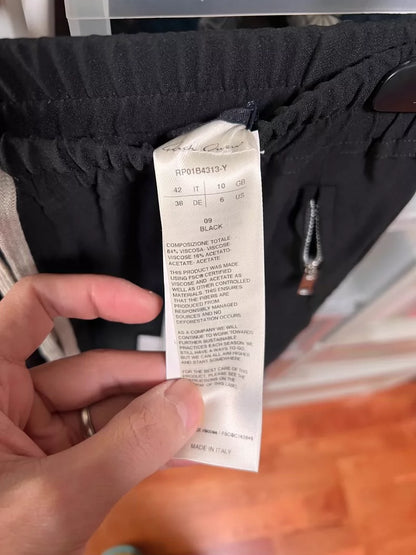 Rick Owens
RP01B4313-Y
42 IT 10 GB
38 DE 6 US
09
BLACK
COMPOSIZIONE TOTALE
84% VISCOSA- VISCOSE-
VISCOSE 16% ACETATO-
ACETATE- ACETATE
THIS PRODUCT WAS MADE
USING FSC® CERTIFIED
VISCOSE AND ACETATE AS
WELL AS OTHER CONTROLLED
MATERIALS. THIS ENSURES
THAT THE FIBERS ARE
PRODUCED FROM
RESPONSIBLY MANAGED
SOURCES AND NO
DEFORESTATION OCCURS.
AS A COMPANY WE WILL
CONTINUE TO WORK TOWARDS
FURTHER SUSTAINABLE
PRACTICES EACH SEASON. WE
STILL HAVE A WAYS TO GO
BUT WE CAN ALL AIM HIGHER
AND START SOMEWHERE.
FOR THE BEST CARE OF THIS
PRODUCT, PLEASE SEE THE
ON THE
MADE IN ITALY